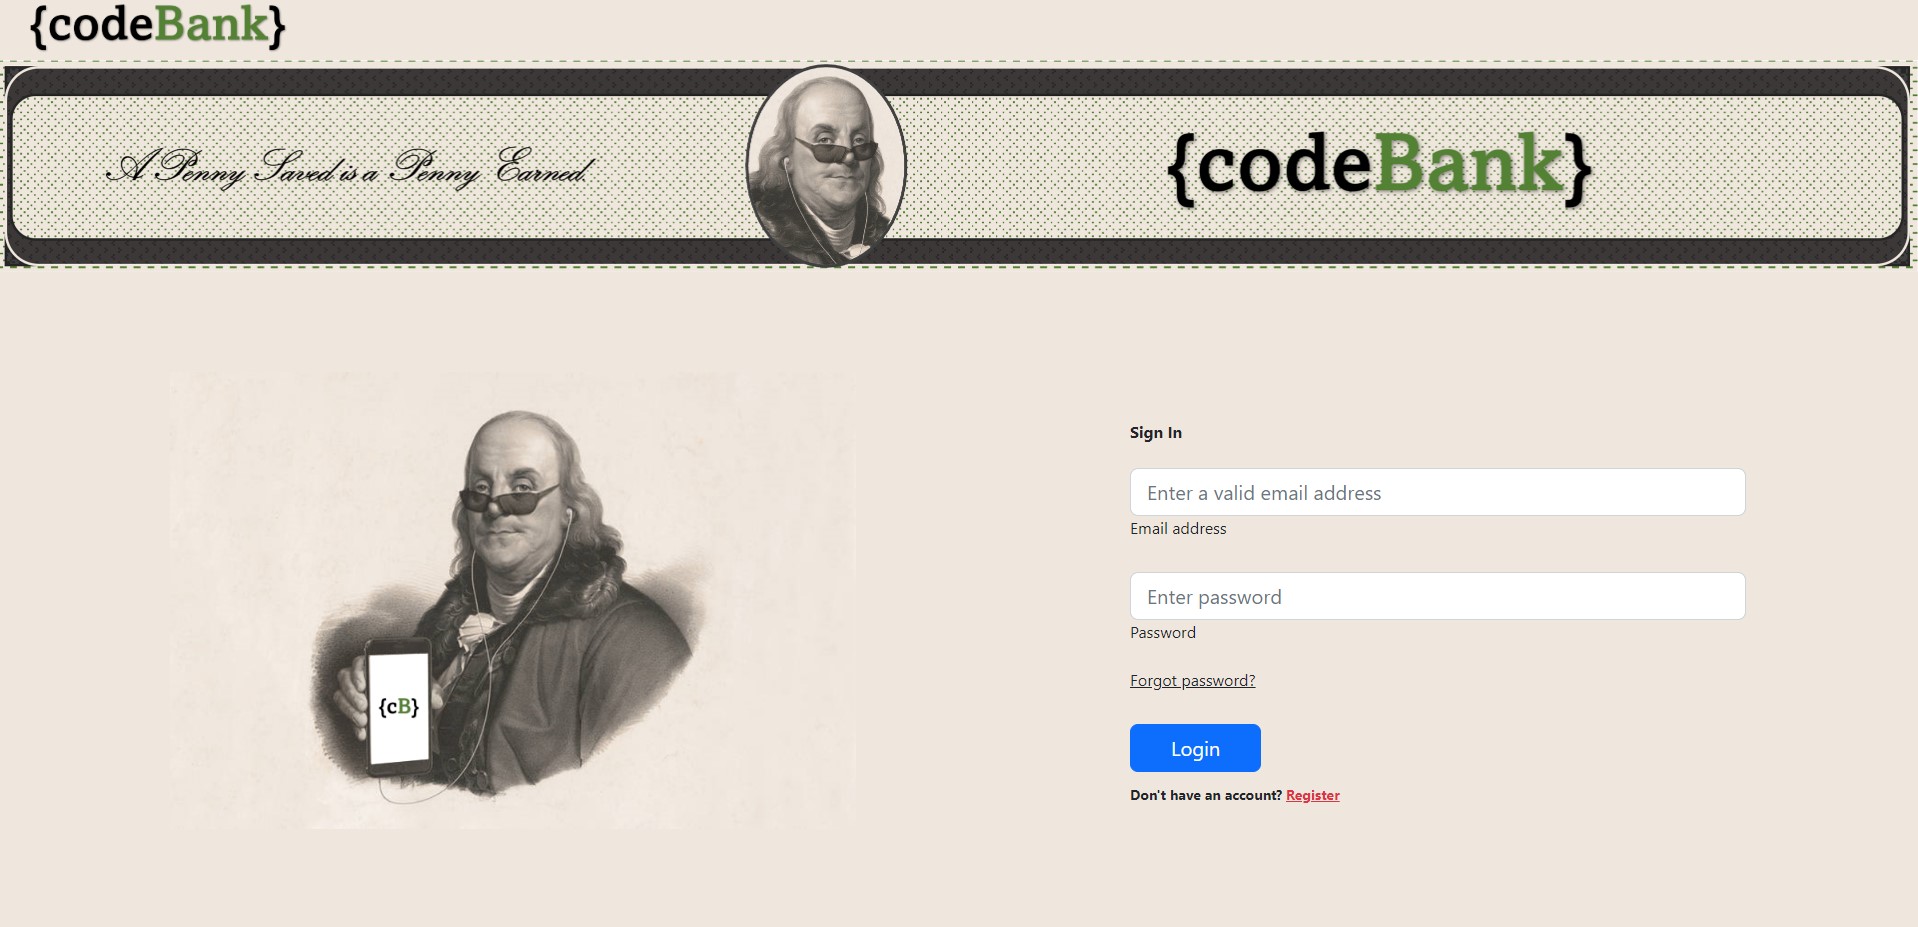 {codeBank}
A Penny Saved is a Penny Earned.
{codeBank}
{cB}
Sign In
Enter a valid email address
Email address
Enter password
Password
Forgot password?
Login
Don't have an account? Register